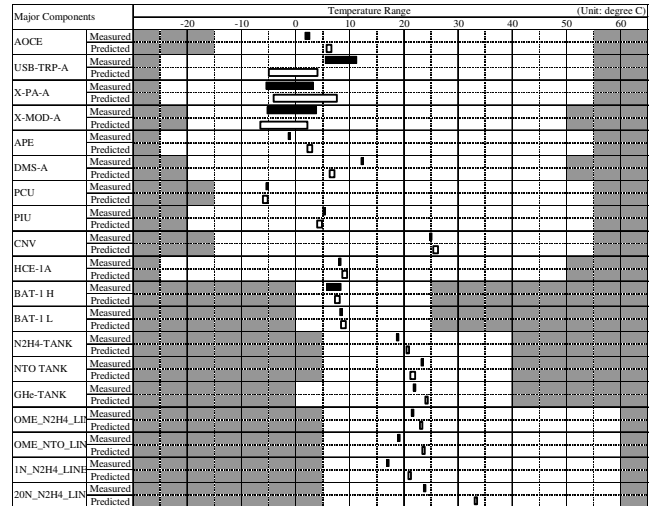 Major Components Temperature Range (Unit: degree C)
-20 -10 0 10 20 30 40 50 60
AOCE Measured
Predicted
USB-TRP-A Measured
Predicted
X-PA-A Measured
Predicted
X-MOD-A Measured
Predicted
APE Measured
Predicted
DMS-A Measured
Predicted
PCU Measured
Predicted
PIU Measured
Predicted
CNV Measured
Predicted
HCE-1A Measured
Predicted
BAT-1 H Measured
Predicted
BAT-1 L Measured
Predicted
N2H4-TANK Measured
Predicted
NTO TANK Measured
Predicted
GHe-TANK Measured
Predicted
OME_N2H4_LIN Measured
Predicted
OME_NTO_LIN Measured
Predicted
1N_N2H4_LINE Measured
Predicted
20N_N2H4_LIN Measured
Predicted